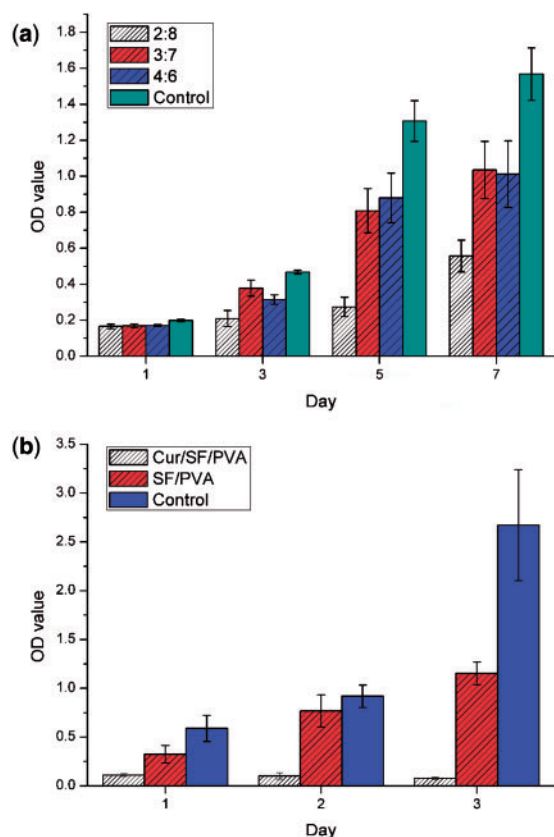 (a)
2:8
3:7
4:6
Control
OD value
1.8
1.6
1.4
1.2
1.0
0.8
0.6
0.4
0.2
0.0
1 3 5 7
Day
(b)
Cur/SF/PVA
SF/PVA
Control
OD value
3.5
3.0
2.5
2.0
1.5
1.0
0.5
0.0
1 2 3
Day